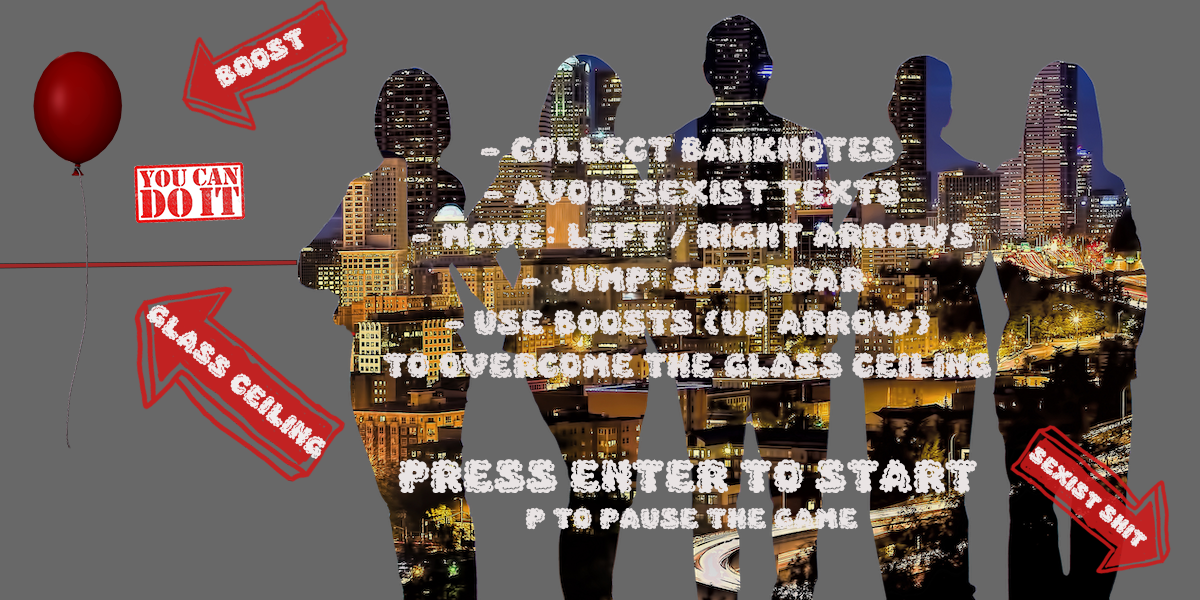 BOOST
YOU CAN
DO IT
GLASS CEILING
- COLLECT BANKNOTES
- AVOID SEXIST TEXTS
- MOVE: LEFT / RIGHT ARROWS
- JUMP: SPACEBAR
- USE BOOSTS (UP ARROW)
TO OVERCOME THE GLASS CEILING
PRESS ENTER TO START
P TO PAUSE THE GAME
SEXIST SHIT